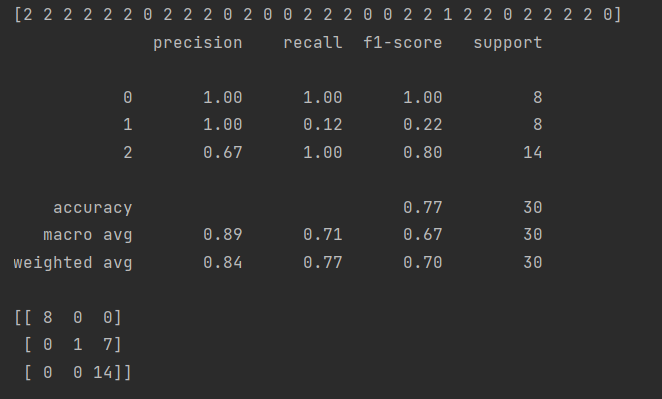 [2 2 2 2 2 2 0 2 2 2 0 2 0 0 2 2 2 0 0 2 2 1 2 2 0 2 2 2 2 0]
precision recall f1-score support
0 1.00 1.00 1.00 8
1 1.00 0.12 0.22 8
2 0.67 1.00 0.80 14
accuracy 0.77 30
macro avg 0.89 0.71 0.67 30
weighted avg 0.84 0.77 0.70 30
[[ 8 0 0]
[ 0 1 7]
[ 0 0 14]]